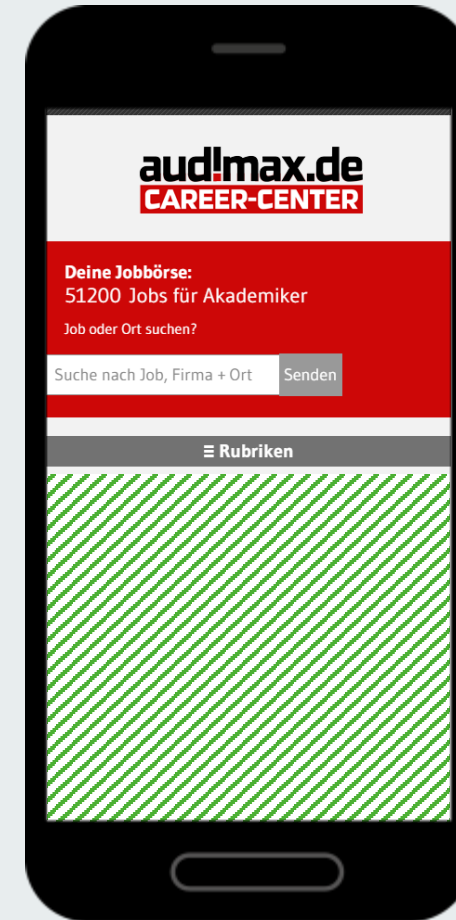 aud!max.de
CAREER-CENTER
Deine Jobbörse:
51200 Jobs für Akademiker
Job oder Ort suchen?
Suche nach Job, Firma + Ort Senden
≡ Rubriken